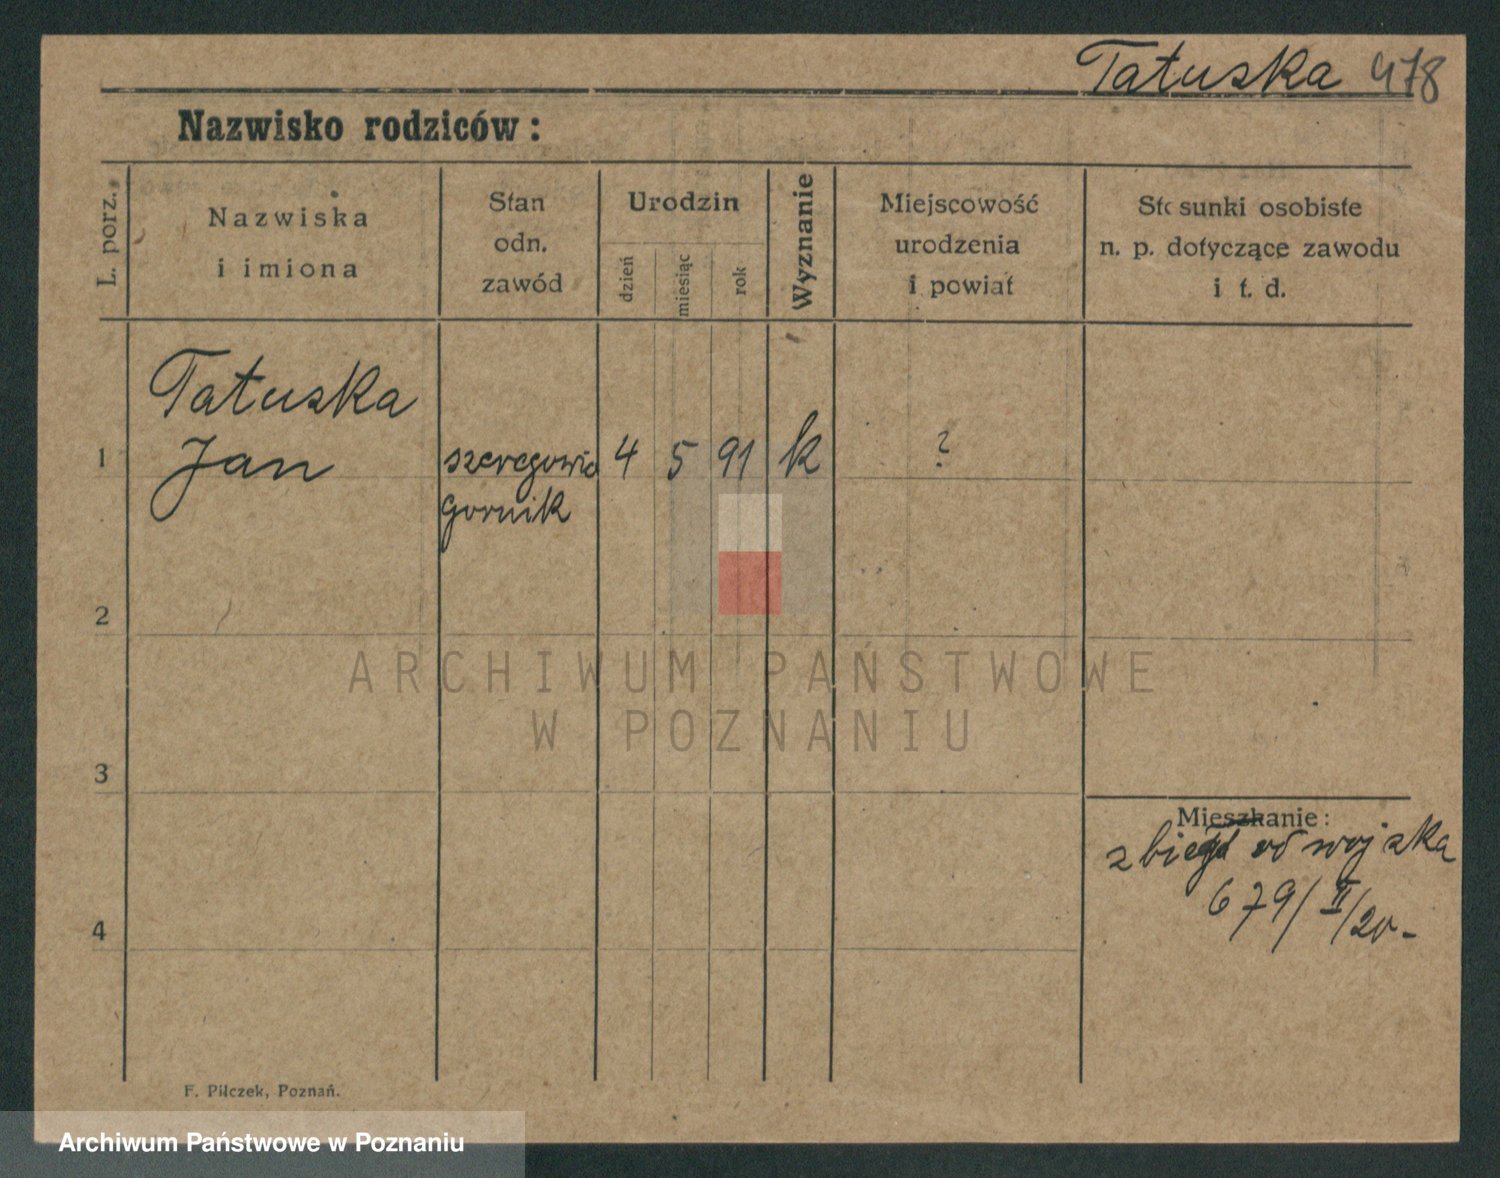 Tatuska 478
Nazwisko rodziców:
L. porz.
Nazwiska
i imiona
Stan
odn.
zawód
Urodzin
dzień
miesiąc
rok
Wyznanie
Miejscowość
urodzenia
i powiat
Stosunki osobiste
n. p. dotyczące zawodu
i t. d.
Tatuska
1 Jan szeregowic 4 5 91 k ?
gornik
2
ARCHIWUM PAŃSTWOWE
W POZNANIU
3
Mieszkanie:
zbiegł od wojska
4 679/II/20-
F. Pilczek, Poznań.
Archiwum Państwowe w Poznaniu